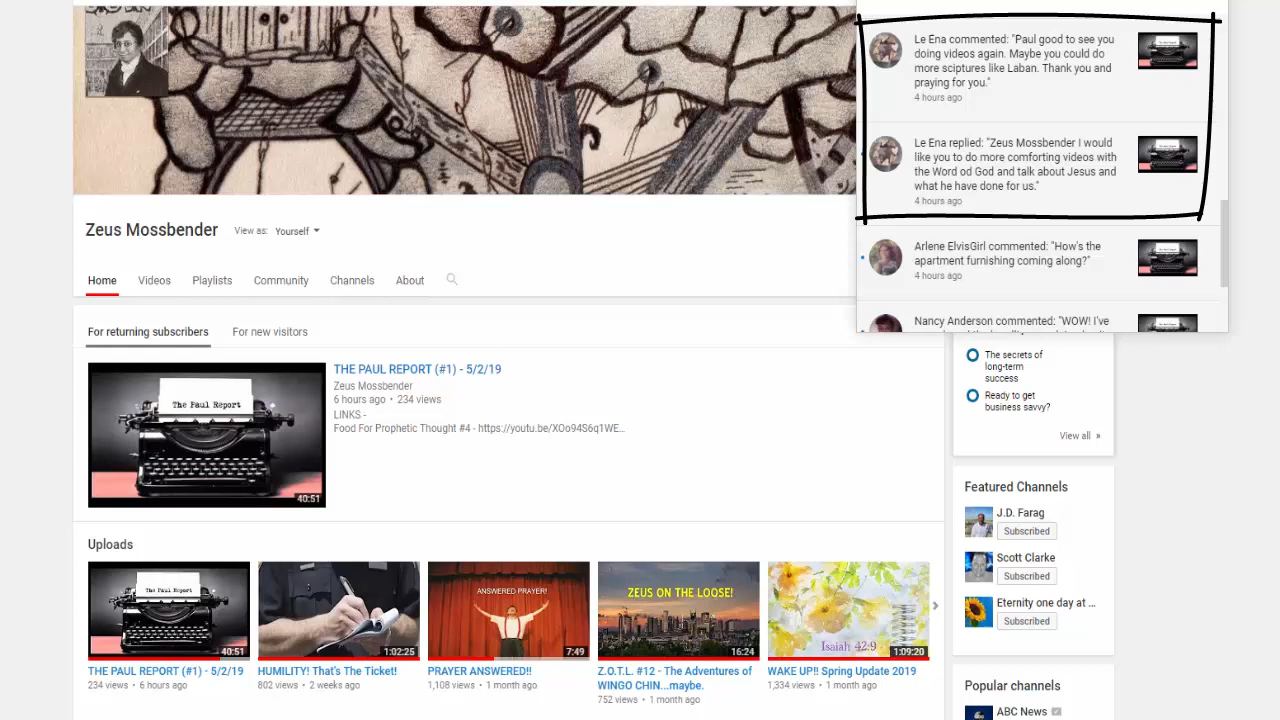 Le Ena commented: "Paul good to see you
doing videos again. Maybe you could do
more sciptures like Laban. Thank you and
praying for you."
4 hours ago
Le Ena replied: "Zeus Mossbender I would
like you to do more comforting videos with
the Word od God and talk about Jesus and
what he have done for us."
4 hours ago
Arlene ElvisGirl commented: "How's the
apartment furnishing coming along?"
4 hours ago
Nancy Anderson commented: "WOW! I've
Zeus Mossbender
View as: Yourself
Home Videos Playlists Community Channels About
For returning subscribers For new visitors
The Paul Report
40:51
THE PAUL REPORT (#1) - 5/2/19
Zeus Mossbender
6 hours ago • 234 views
LINKS -
Food For Prophetic Thought #4 - https://youtu.be/XOo94S6q1WE...
The secrets of
long-term
success
Ready to get
business savvy?
View all »
Featured Channels
J.D. Farag
Subscribed
Scott Clarke
Subscribed
Eternity one day at ...
Subscribed
Popular channels
ABC News
Uploads
The Paul Report
40:51
THE PAUL REPORT (#1) - 5/2/19
234 views • 6 hours ago
1:02:25
HUMILITY! That's The Ticket!
802 views • 2 weeks ago
ANSWERED PRAYER!
7:49
PRAYER ANSWERED!!
1,108 views • 1 month ago
ZEUS ON THE LOOSE!
16:24
Z.O.T.L. #12 - The Adventures of
WINGO CHIN...maybe.
752 views • 1 month ago
Isaiah 42:9
1:09:20
WAKE UP!! Spring Update 2019
1,334 views • 1 month ago